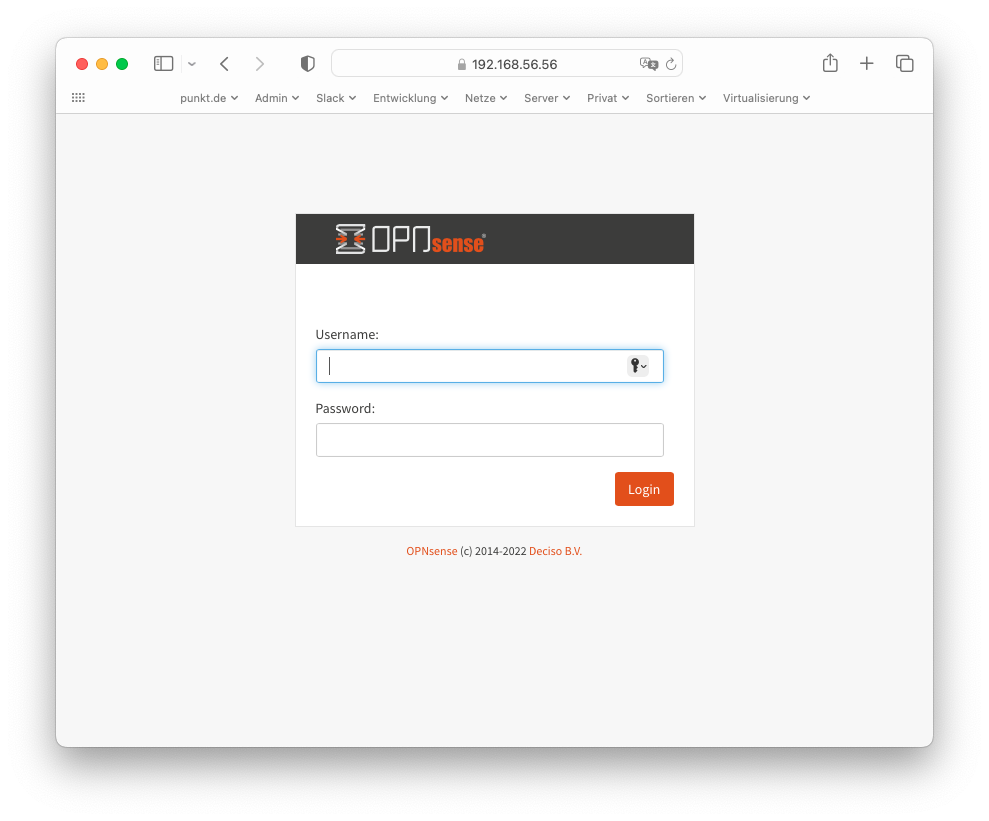 192.168.56.56
punkt.de Admin Slack Entwicklung Netze Server Privat Sortieren Virtualisierung
OPNsense®
Username:
Password:
Login
OPNsense (c) 2014-2022 Deciso B.V.